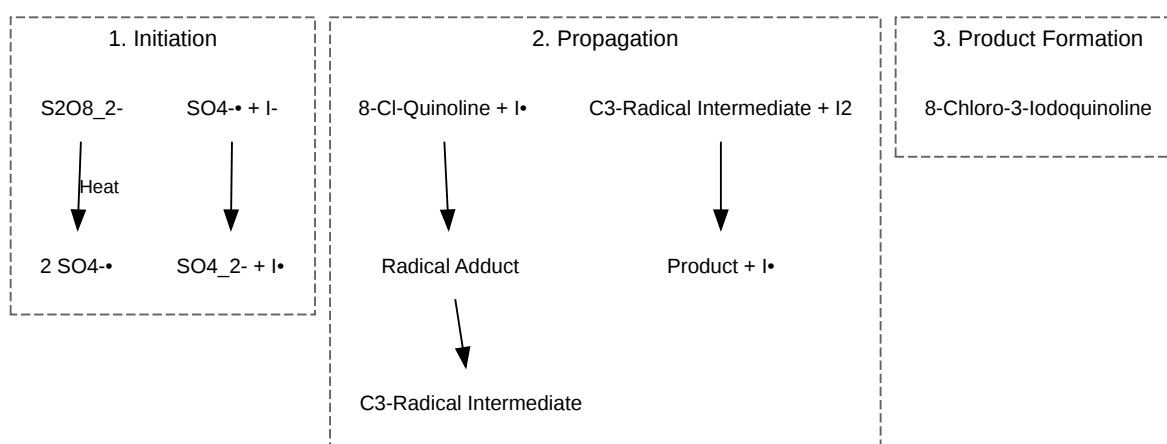 1. Initiation
S2O8_2-
SO4-• + I-
Heat
2 SO4-•
SO4_2- + I•
2. Propagation
8-Cl-Quinoline + I•
C3-Radical Intermediate + I2
Radical Adduct
Product + I•
C3-Radical Intermediate
3. Product Formation
8-Chloro-3-Iodoquinoline